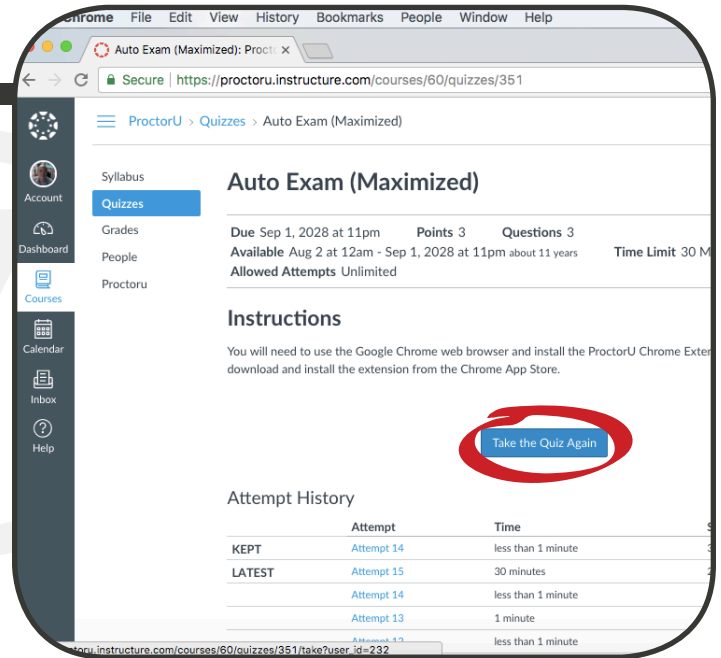 Chrome File Edit View History Bookmarks People Window Help
Auto Exam (Maximized): Procto ×
Secure | https://proctoru.instructure.com/courses/60/quizzes/351
ProctorU > Quizzes > Auto Exam (Maximized)
Account
Dashboard
Courses
Calendar
Inbox
Help
Syllabus
Quizzes
Grades
People
Proctoru
Auto Exam (Maximized)
Due Sep 1, 2028 at 11pm Points 3 Questions 3
Available Aug 2 at 12am - Sep 1, 2028 at 11pm about 11 years Time Limit 30 M
Allowed Attempts Unlimited
Instructions
You will need to use the Google Chrome web browser and install the ProctorU Chrome Exter
download and install the extension from the Chrome App Store.
Take the Quiz Again
Attempt History
Attempt Time
KEPT Attempt 14 less than 1 minute
LATEST Attempt 15 30 minutes
Attempt 14 less than 1 minute
Attempt 13 1 minute
Attempt 12 less than 1 minute
toru.instructure.com/courses/60/quizzes/351/take?user_id=232